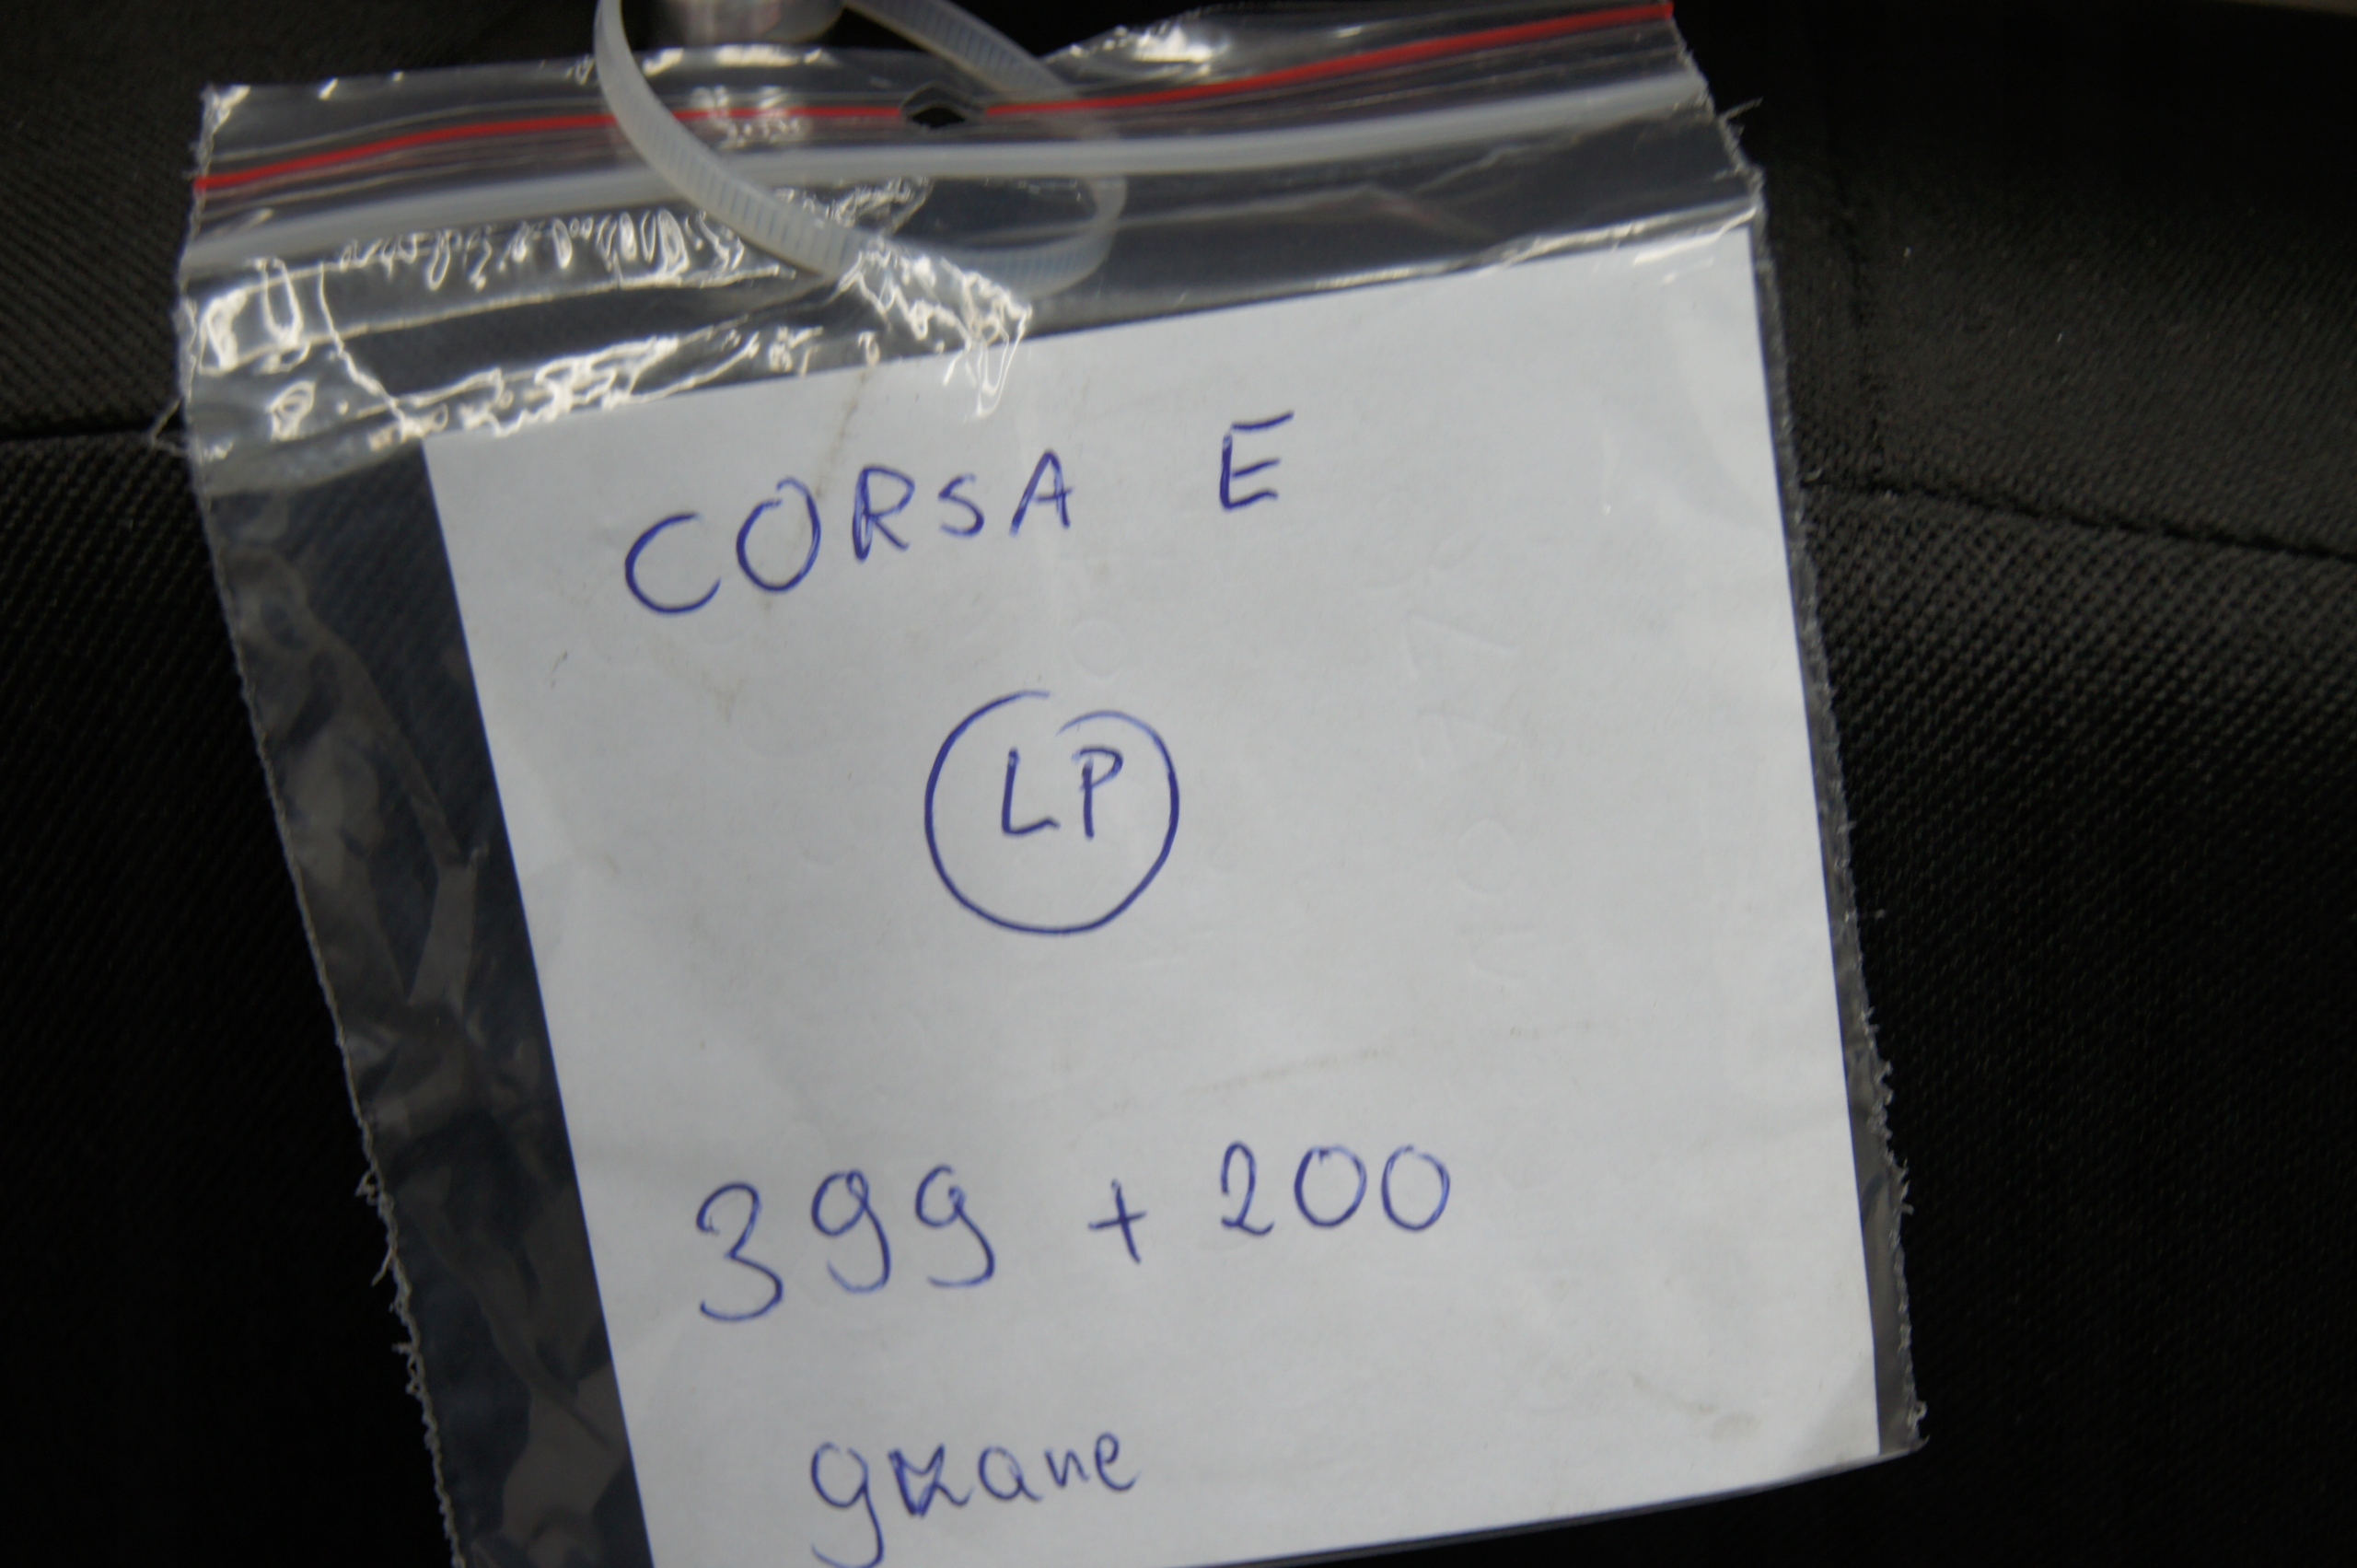 CORSA E
LP
399 + 200
grzane